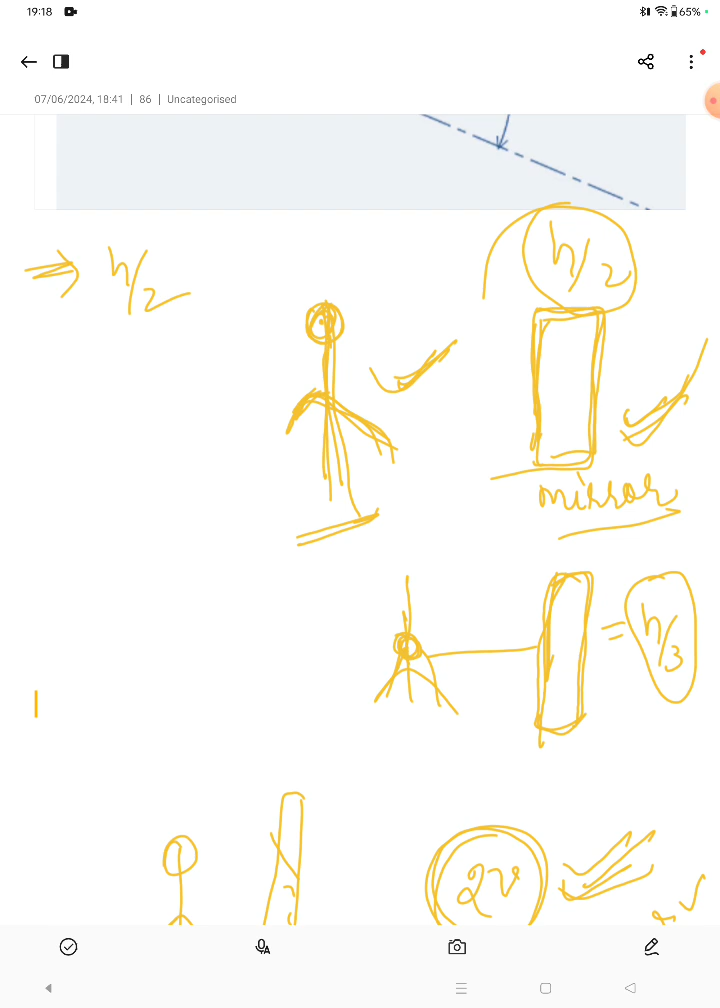 19:18 65%
07/06/2024, 18:41 | 86 | Uncategorised
h/2
⇒ h/2
mirror
= h/3
2v
A